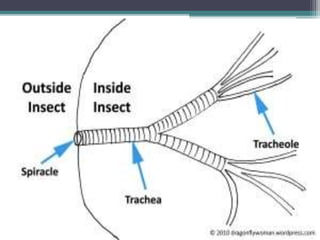 Outside Inside
Insect Insect
Tracheole
Spiracle
Trachea
© 2010 dragonflywoman.wordpress.com